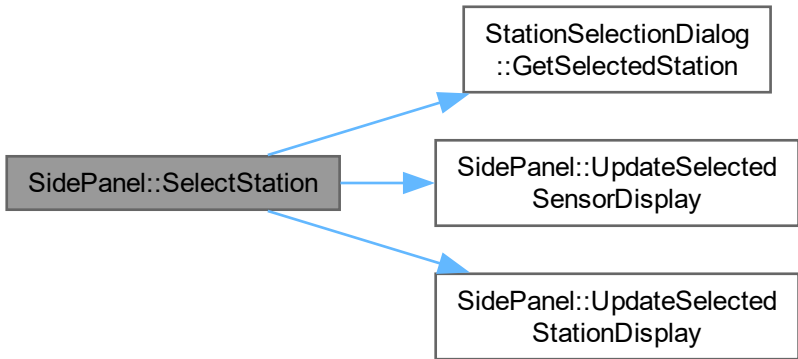 StationSelectionDialog
::GetSelectedStation
SidePanel::SelectStation
SidePanel::UpdateSelected
SensorDisplay
SidePanel::UpdateSelected
StationDisplay